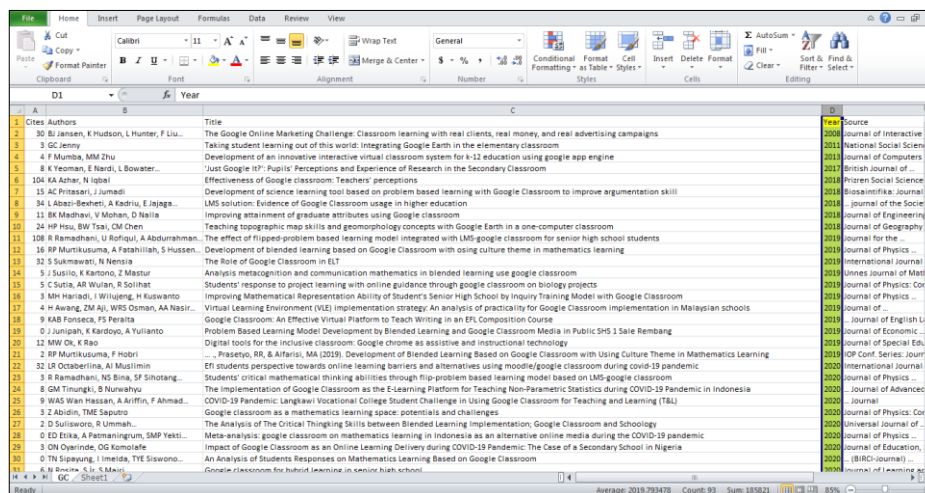 File Home Insert Page Layout Formulas Data Review View
Cut
Copy
Format Painter
Paste
Clipboard
Calibri 11
Font
Wrap Text
Merge & Center
Alignment
General
Number
Conditional Formatting
Format as Table
Cell Styles
Styles
Insert Delete Format
Cells
AutoSum
Fill
Clear
Sort & Filter
Find & Select
Editing
D1 fx Year
A B C D
1 Cites Authors Title Year Source
2 30 BJ Jansen, K Hudson, L Hunter, F Liu... The Google Online Marketing Challenge: Classroom learning with real clients, real money, and real advertising campaigns 2008 Journal of Interactive
3 3 GC Jenny Taking student learning out of this world: Integrating Google Earth in the elementary classroom 2011 National Social Scien
4 4 F Mumba, MM Zhu Development of an innovative interactive virtual classroom system for k-12 education using google app engine 2013 Journal of Computers
5 8 K Yeoman, E Nardi, L Bowater... 'Just Google It?': Pupils' Perceptions and Experience of Research in the Secondary Classroom 2017 British Journal of ...
6 104 KA Azhar, N Iqbal Effectiveness of Google classroom: Teachers' perceptions 2018 Prizren Social Science
7 15 AC Pritasari, J Jumadi Development of science learning tool based on problem based learning with Google Classroom to improve argumentation skill 2018 Biosaintifika: Journal
8 34 L Abazi-Bexheti, A Kadriu, E Jajaga... LMS solution: Evidence of Google Classroom usage in higher education 2018 ... journal of the Socie
9 11 BK Madhavi, V Mohan, D Nalla Improving attainment of graduate attributes using Google classroom 2018 Journal of Engineering
10 24 HP Hsu, BW Tsai, CM Chen Teaching topographic map skills and geomorphology concepts with Google Earth in a one-computer classroom 2018 Journal of Geography
11 108 R Ramadhani, U Rofiqul, A Abdurrahman... The effect of flipped-problem based learning model integrated with LMS-google classroom for senior high school students 2019 Journal for the ...
12 16 RP Murtikusuma, A Fatahillah, S Hussen... Development of blended learning based on Google Classroom with using culture theme in mathematics learning 2019 Journal of Physics ...
13 32 S Sukmawati, N Nensia The Role of Google Classroom in ELT 2019 International Journal
14 5 J Susilo, K Kartono, Z Mastur Analysis metacognition and communication mathematics in blended learning use google classroom 2019 Unnes Journal of Mat
15 5 C Sutia, AR Wulan, R Solihat Students' response to project learning with online guidance through google classroom on biology projects 2019 Journal of Physics: Con
16 3 MH Hariadi, I Wilujeng, H Kuswanto Improving Mathematical Representation Ability of Student's Senior High School by Inquiry Training Model with Google Classroom 2019 Journal of Physics ...
17 4 H Awang, ZM Aji, WRS Osman, AA Nasir... Virtual Learning Environment (VLE) implementation strategy: An analysis of practicality for Google Classroom implementation in Malaysian schools 2019 Journal of ...
18 9 KAB Fonseca, FS Peralta Google Classroom: An Effective Virtual Platform to Teach Writing in an EFL Composition Course 2019 ... Journal of English L
19 0 J Junipah, K Kardoyo, A Yulianto Problem Based Learning Model Development by Blended Learning and Google Classroom Media in Public SHS 1 Sale Rembang 2019 Journal of Economic ...
20 12 MW Ok, K Rao Digital tools for the inclusive classroom: Google chrome as assistive and instructional technology 2019 Journal of Special Edu
21 2 RP Murtikusuma, F Hobri ... , Prasetyo, RR, & Alfarisi, MA (2019). Development of Blended Learning Based on Google Classroom with Using Culture Theme in Mathematics Learning 2019 IOP Conf. Series: Journ
22 32 LR Octaberlina, AI Muslimin Efl students perspective towards online learning barriers and alternatives using moodle/google classroom during covid-19 pandemic 2020 International Journal
23 3 R Ramadhani, NS Bina, SF Sihotang... Students' critical mathematical thinking abilities through flip-problem based learning model based on LMS-google classroom 2020 Journal of Physics ...
24 8 GM Tinungki, B Nurwahyu The Implementation of Google Classroom as the E-Learning Platform for Teaching Non-Parametric Statistics during COVID-19 Pandemic in Indonesia 2020 ... Journal of Advanced
25 9 WAS Wan Hassan, A Ariffin, F Ahmad... COVID-19 Pandemic: Langkawi Vocational College Student Challenge in Using Google Classroom for Teaching and Learning (T&L) 2020 ... Journal
26 3 Z Abidin, TME Saputro Google classroom as a mathematics learning space: potentials and challenges 2020 Journal of Physics: Con
27 2 D Sulisworo, R Ummah... The Analysis of The Critical Thingking Skills between Blended Learning Implementation; Google Classroom and Schoology 2020 Universal Journal of ...
28 0 ED Etika, A Patmaningrum, SMP Yekti... Meta-analysis: google classroom on mathematics learning in Indonesia as an alternative online media during the COVID-19 pandemic 2020 Journal of Physics ...
29 3 ON Oyarinde, OG Komolafe Impact of Google Classroom as an Online Learning Delivery during COVID-19 Pandemic: The Case of a Secondary School in Nigeria 2020 Journal of Education,
30 0 TN Sipayung, I Imelda, TYE Siswono... An Analysis of Students Responses on Mathematics Learning Based on Google Classroom 2020 ... (BIRCI-Journal) ...
31 6 N Rosita, S Jr, S Mairi Google classroom for hybrid learning in senior high school 2020 Journal of Learning a
GC Sheet1
Ready Average: 2019.793478 Count: 93 Sum: 185821 85%